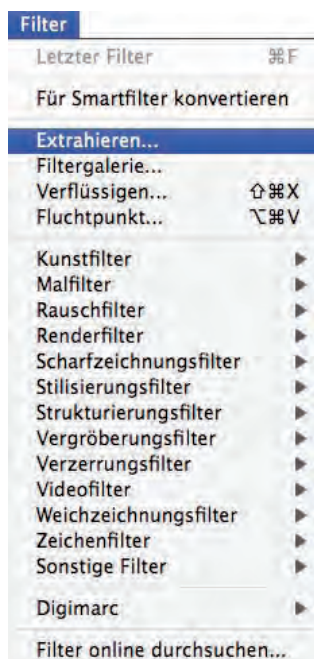 Filter
Letzter Filter ⌘F
Für Smartfilter konvertieren
Extrahieren...
Filtergalerie...
Verflüssigen... ⇧⌘X
Fluchtpunkt... ⌥⌘V
Kunstfilter
Malfilter
Rauschfilter
Renderfilter
Scharfzeichnungsfilter
Stilisierungsfilter
Strukturierungsfilter
Vergröberungsfilter
Verzerrungsfilter
Videofilter
Weichzeichnungsfilter
Zeichenfilter
Sonstige Filter
Digimarc
Filter online durchsuchen...